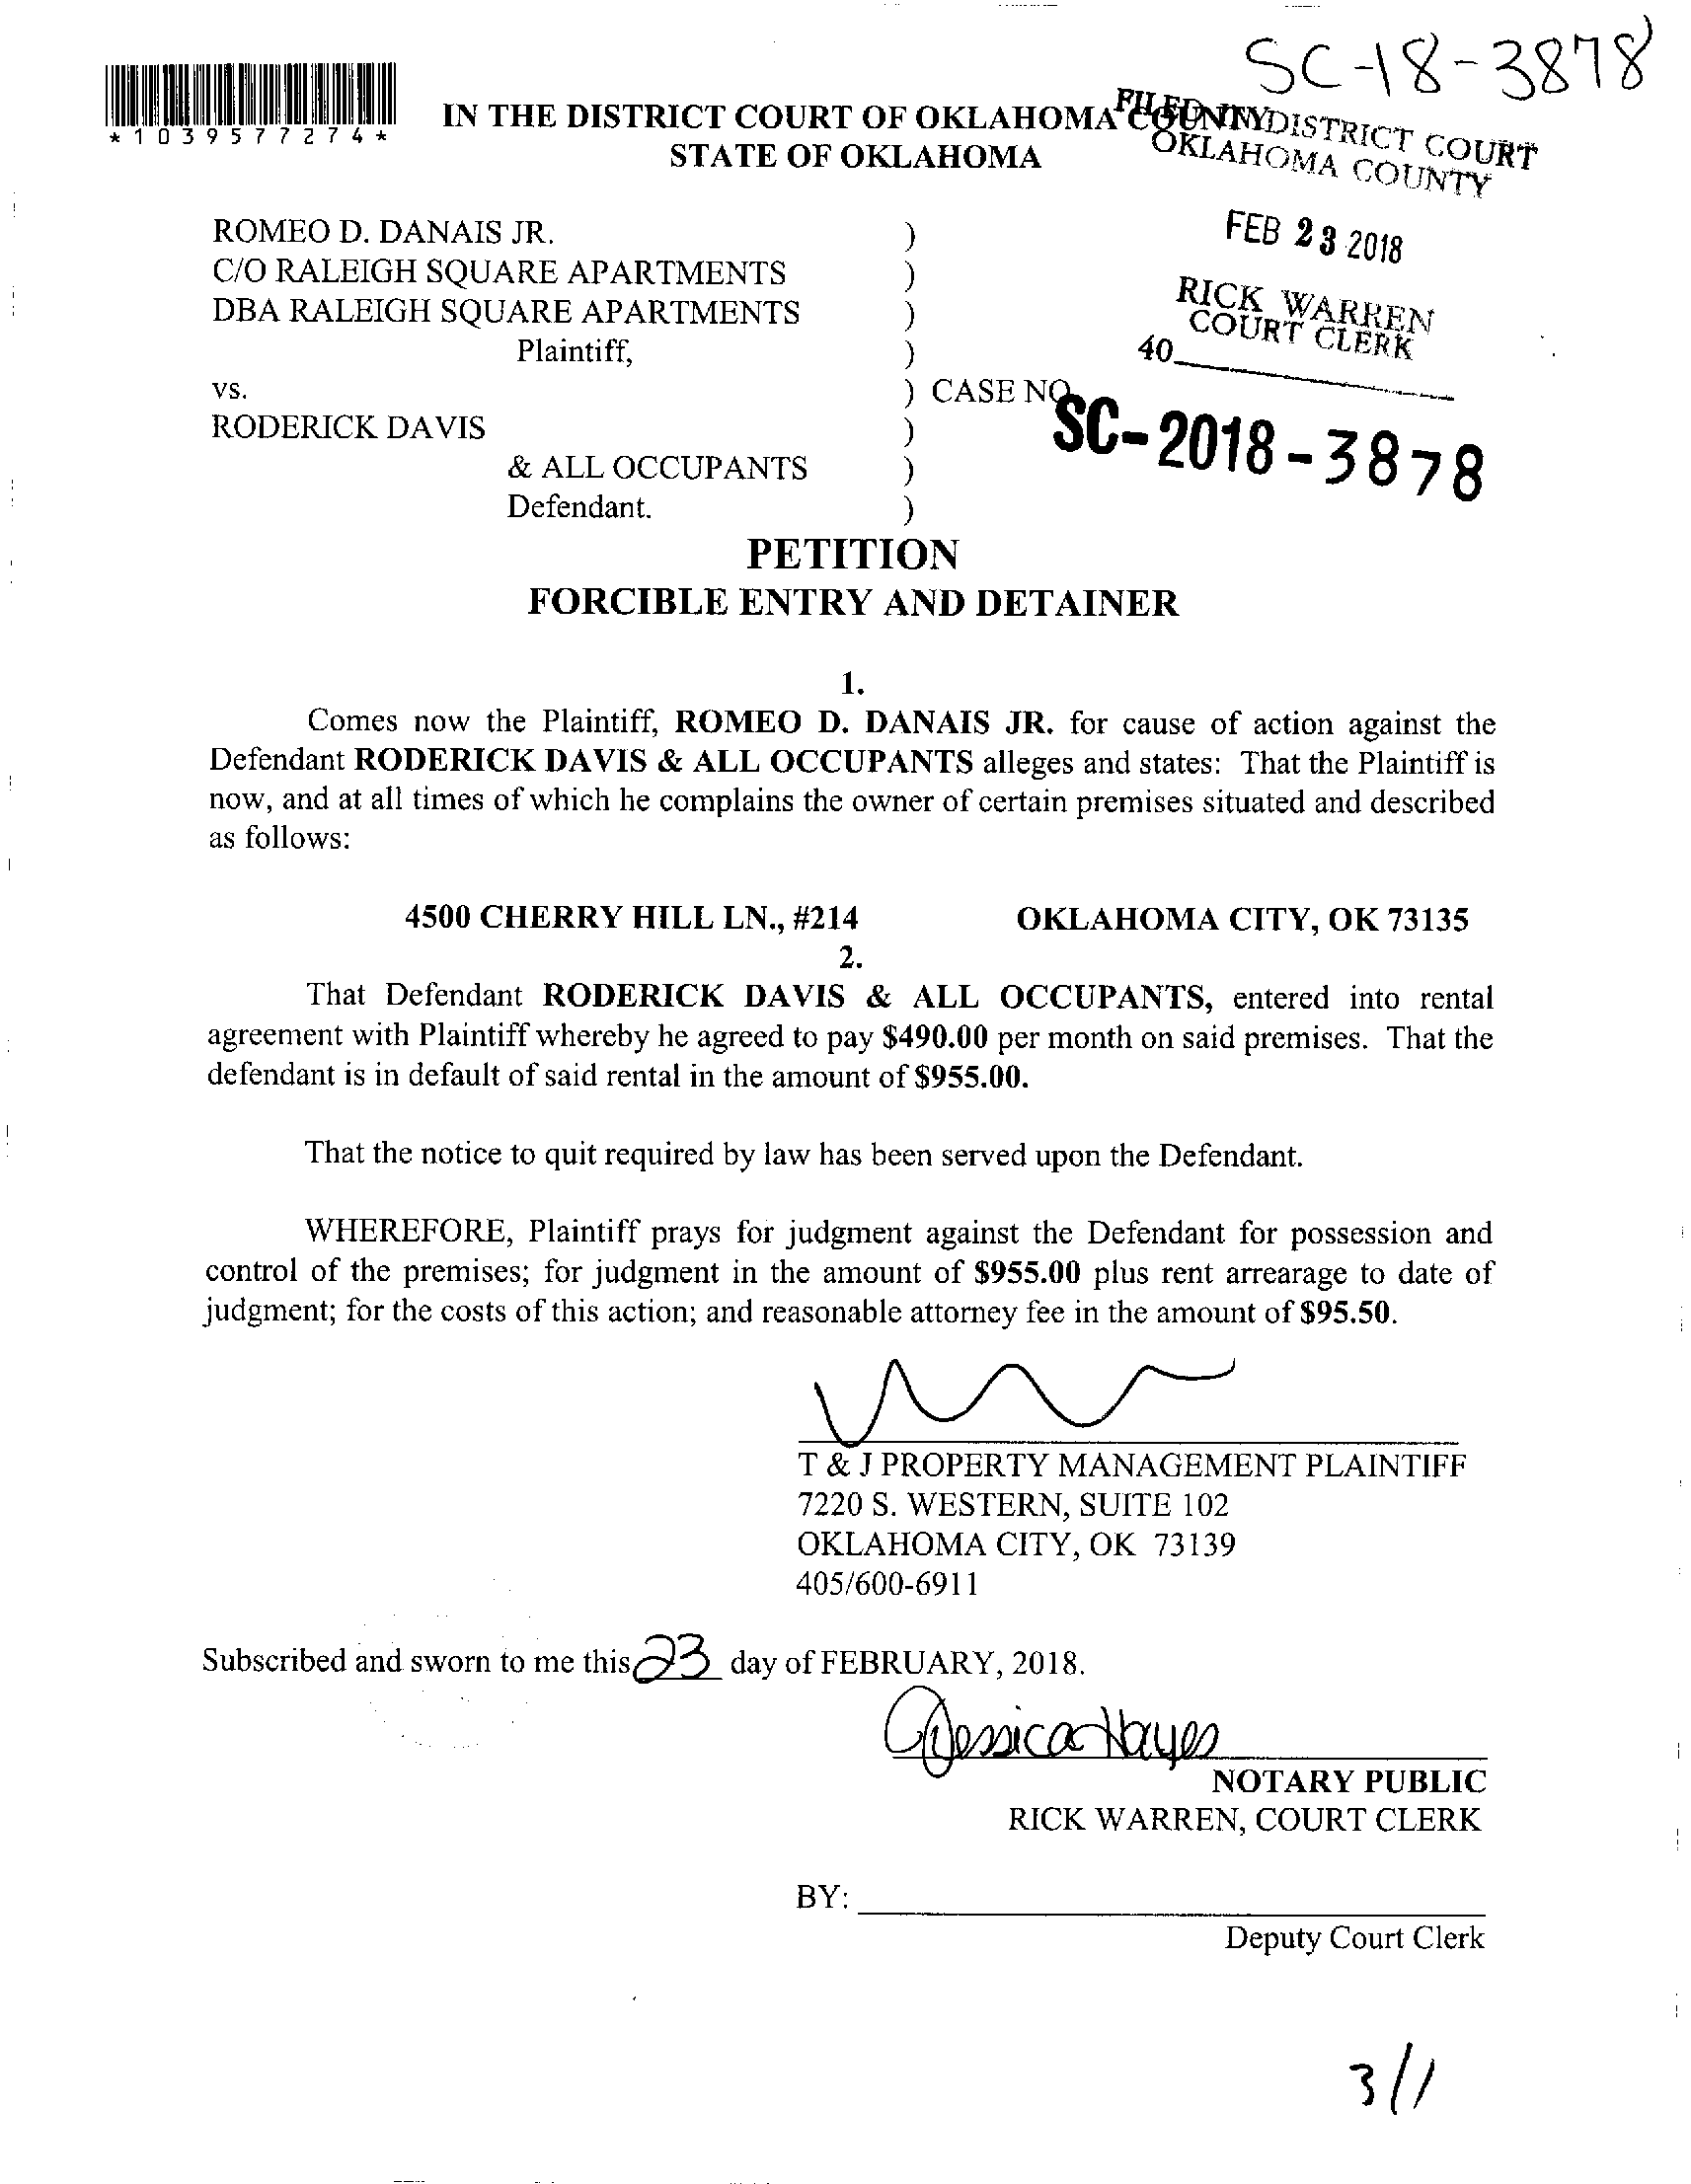 SC-18-3878
*1039577274*
IN THE DISTRICT COURT OF OKLAHOMA COUNTY
STATE OF OKLAHOMA
FILED IN DISTRICT COURT
OKLAHOMA COUNTY
FEB 23 2018
RICK WARREN
COURT CLERK
40
ROMEO D. DANAIS JR. )
C/O RALEIGH SQUARE APARTMENTS )
DBA RALEIGH SQUARE APARTMENTS )
Plaintiff, )
vs. ) CASE NO.
SC-2018-3878
RODERICK DAVIS )
& ALL OCCUPANTS )
Defendant. )
PETITION
FORCIBLE ENTRY AND DETAINER
1.
Comes now the Plaintiff, ROMEO D. DANAIS JR. for cause of action against the
Defendant RODERICK DAVIS & ALL OCCUPANTS alleges and states: That the Plaintiff is
now, and at all times of which he complains the owner of certain premises situated and described
as follows:
4500 CHERRY HILL LN., #214 OKLAHOMA CITY, OK 73135
2.
That Defendant RODERICK DAVIS & ALL OCCUPANTS, entered into rental
agreement with Plaintiff whereby he agreed to pay $490.00 per month on said premises. That the
defendant is in default of said rental in the amount of $955.00.
That the notice to quit required by law has been served upon the Defendant.
WHEREFORE, Plaintiff prays for judgment against the Defendant for possession and
control of the premises; for judgment in the amount of $955.00 plus rent arrearage to date of
judgment; for the costs of this action; and reasonable attorney fee in the amount of $95.50.
T & J PROPERTY MANAGEMENT PLAINTIFF
7220 S. WESTERN, SUITE 102
OKLAHOMA CITY, OK 73139
405/600-6911
Subscribed and sworn to me this 23 day of FEBRUARY, 2018.
Jessica Hayes
NOTARY PUBLIC
RICK WARREN, COURT CLERK
BY:
Deputy Court Clerk
3/1